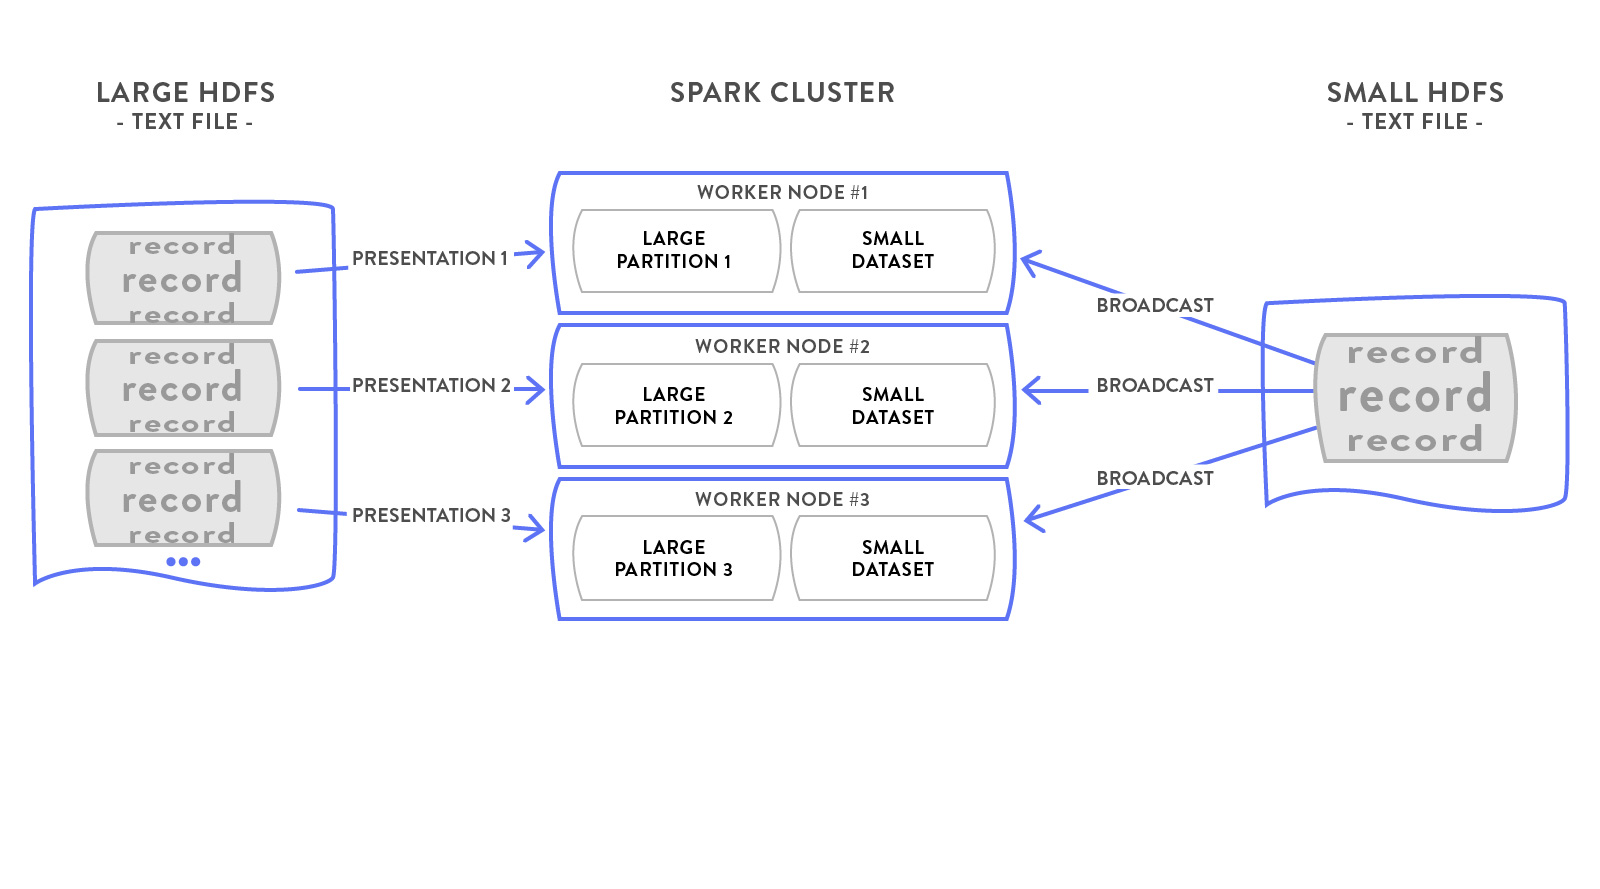 LARGE HDFS
- TEXT FILE -
SPARK CLUSTER
SMALL HDFS
- TEXT FILE -
record
record
record
record
record
record
record
record
record
PRESENTATION 1
PRESENTATION 2
PRESENTATION 3
WORKER NODE #1
LARGE
PARTITION 1
SMALL
DATASET
WORKER NODE #2
LARGE
PARTITION 2
SMALL
DATASET
WORKER NODE #3
LARGE
PARTITION 3
SMALL
DATASET
BROADCAST
BROADCAST
BROADCAST
record
record
record